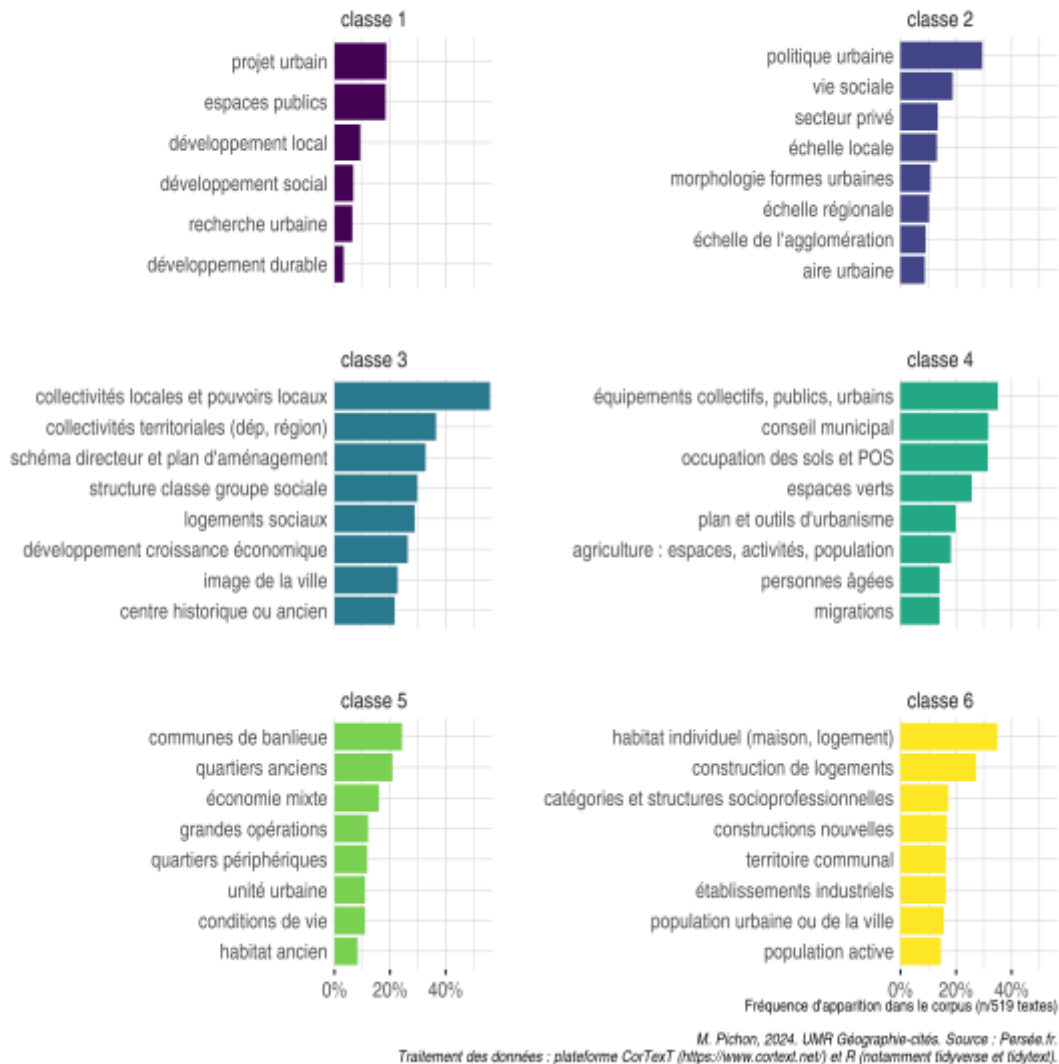 classe 1
projet urbain
espaces publics
développement local
développement social
recherche urbaine
développement durable
classe 2
politique urbaine
vie sociale
secteur privé
échelle locale
morphologie formes urbaines
échelle régionale
échelle de l'agglomération
aire urbaine
classe 3
collectivités locales et pouvoirs locaux
collectivités territoriales (dép, région)
schéma directeur et plan d'aménagement
structure classe groupe sociale
logements sociaux
développement croissance économique
image de la ville
centre historique ou ancien
classe 4
équipements collectifs, publics, urbains
conseil municipal
occupation des sols et POS
espaces verts
plan et outils d'urbanisme
agriculture : espaces, activités, population
personnes âgées
migrations
classe 5
communes de banlieue
quartiers anciens
économie mixte
grandes opérations
quartiers périphériques
unité urbaine
conditions de vie
habitat ancien
0% 20% 40%
classe 6
habitat individuel (maison, logement)
construction de logements
catégories et structures socioprofessionnelles
constructions nouvelles
territoire communal
établissements industriels
population urbaine ou de la ville
population active
0% 20% 40%
Fréquence d'apparition dans le corpus (n/519 textes)
M. Pichon, 2024. UMR Géographie-cités. Source : Persée.fr.
Traitement des données : plateforme CorTexT (https://www.cortext.net/) et R (notamment tidyverse et tidytext).